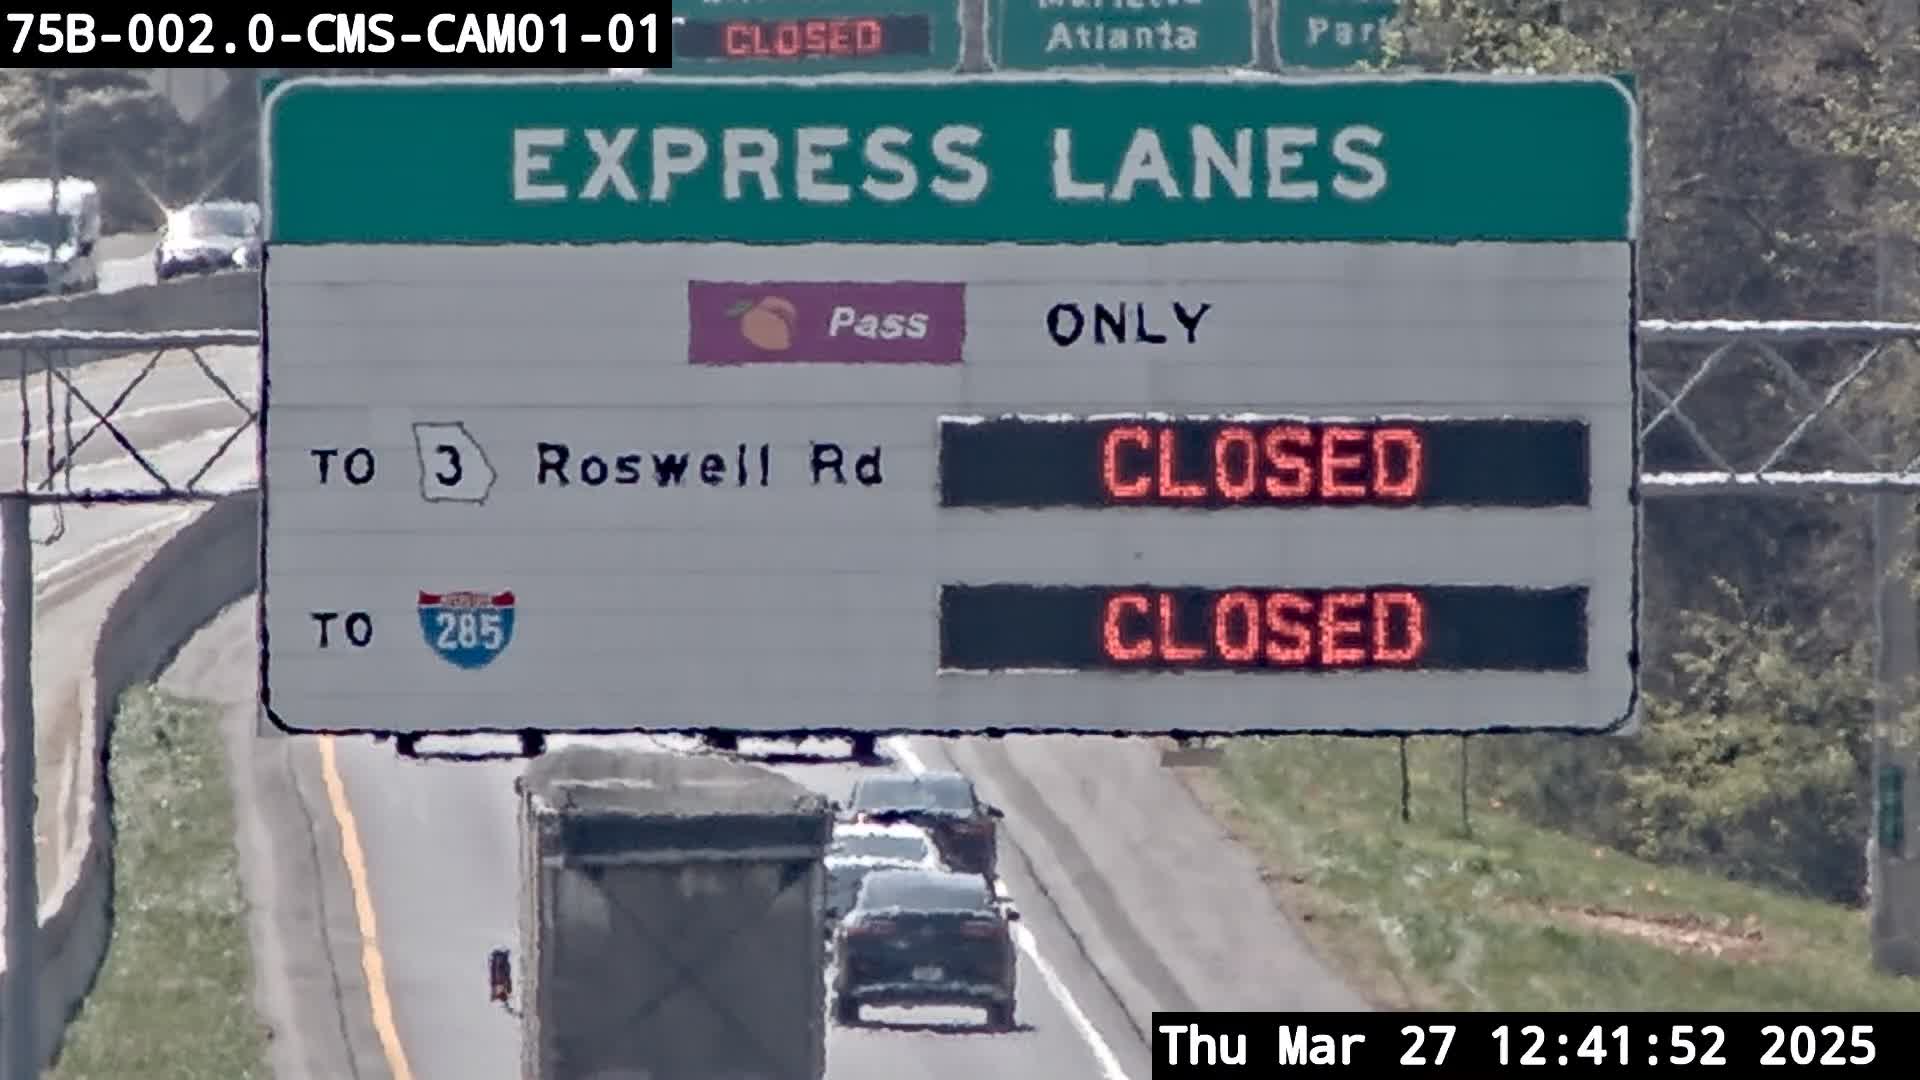 75B-002.0-CMS-CAM01-01
CLOSED
Atlanta
EXPRESS LANES
Pass ONLY
TO 3 Roswell Rd CLOSED
TO 285 CLOSED
Thu Mar 27 12:41:52 2025